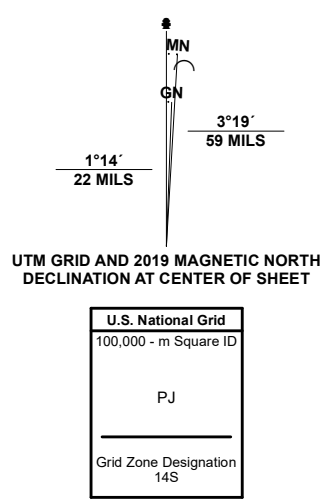 MN
GN
3°19´
59 MILS
1°14´
22 MILS
UTM GRID AND 2019 MAGNETIC NORTH
DECLINATION AT CENTER OF SHEET
U.S. National Grid
100,000 - m Square ID
PJ
Grid Zone Designation
14S